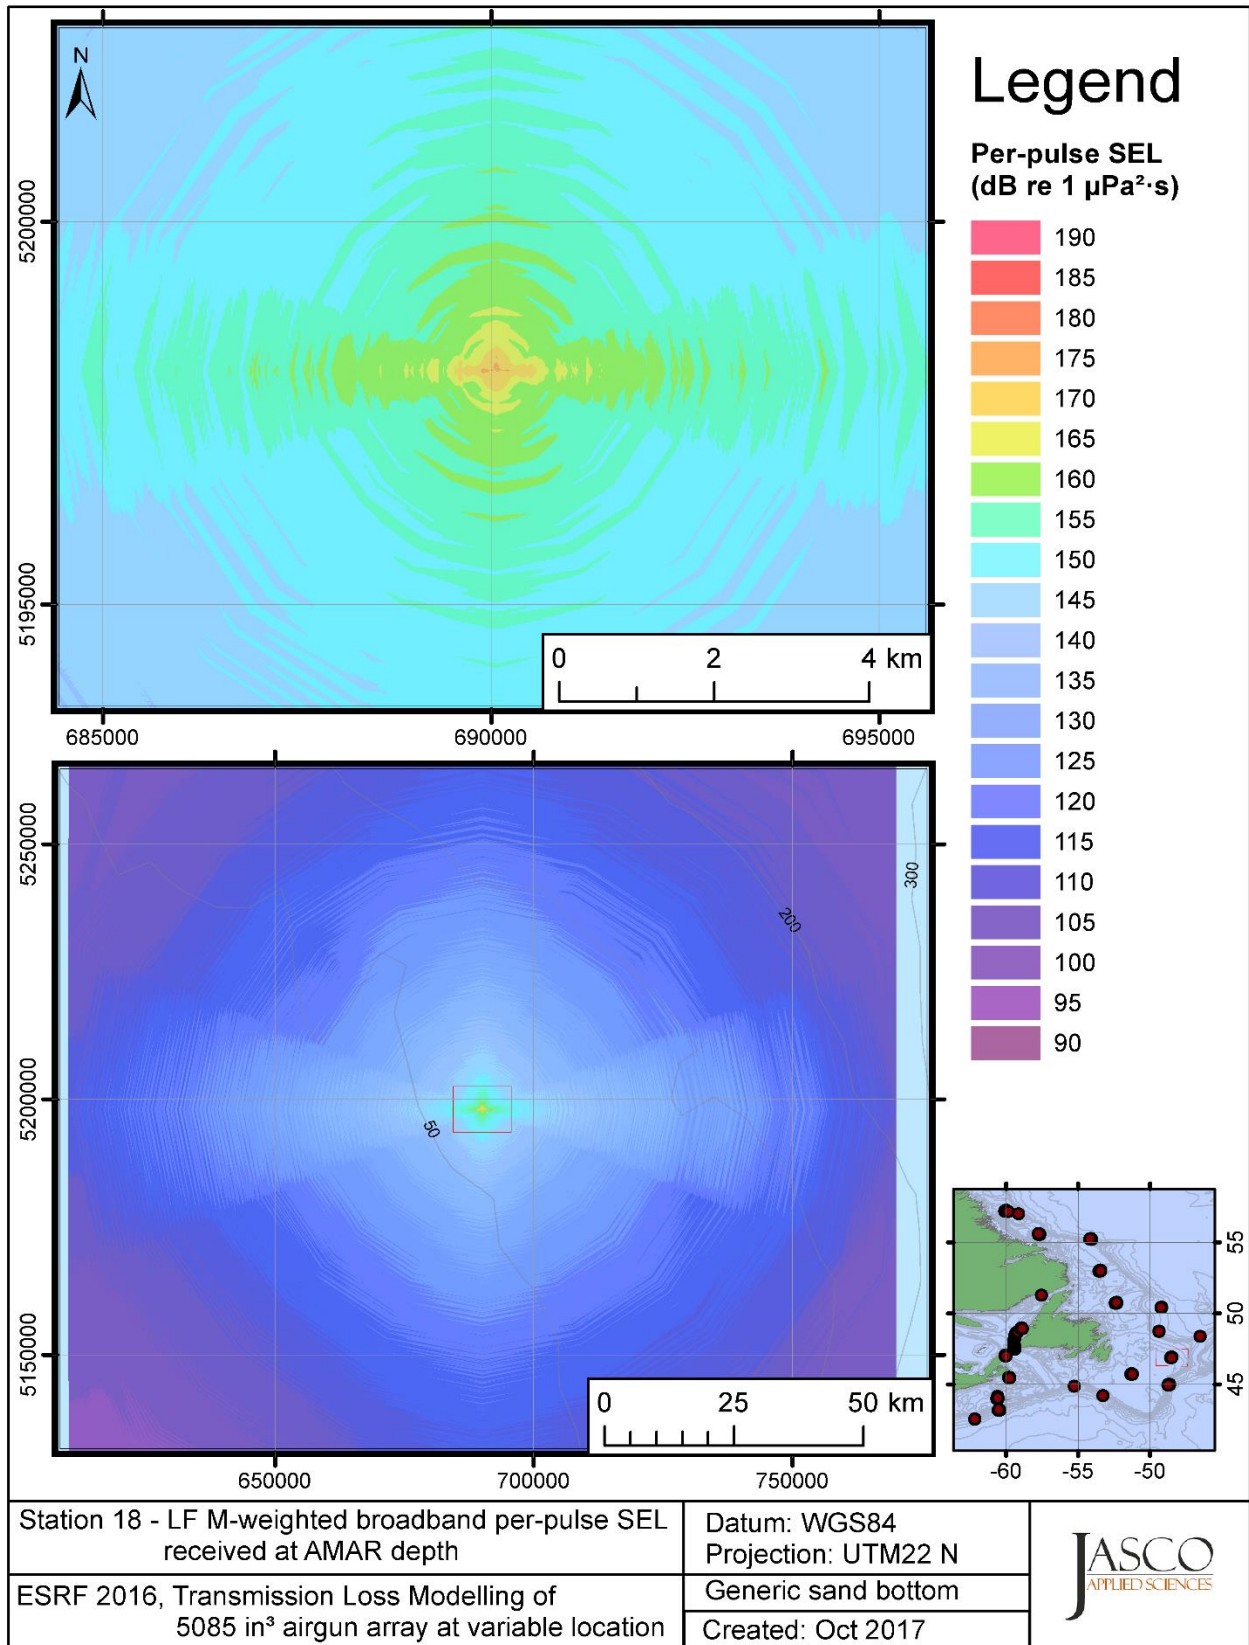 N
5200000
5195000
0 2 4 km
685000 690000 695000
Legend
Per-pulse SEL
(dB re 1 µPa²·s)
190
185
180
175
170
165
160
155
150
145
140
135
130
125
120
115
110
105
100
95
90
5250000
5200000
5150000
300
200
50
0 25 50 km
650000 700000 750000
55
50
45
-60 -55 -50
Station 18 - LF M-weighted broadband per-pulse SEL
received at AMAR depth
ESRF 2016, Transmission Loss Modelling of
5085 in³ airgun array at variable location
Datum: WGS84
Projection: UTM22 N
Generic sand bottom
Created: Oct 2017
JASCO
APPLIED SCIENCES